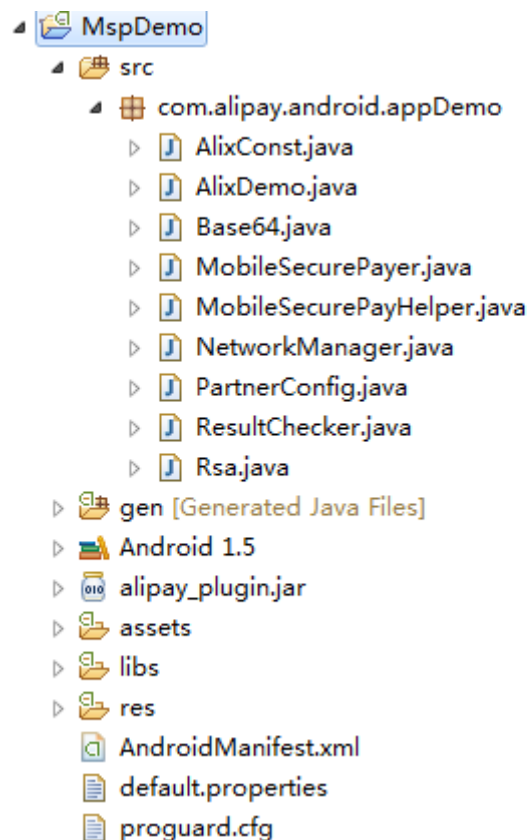 MspDemo
src
com.alipay.android.appDemo
AlixConst.java
AlixDemo.java
Base64.java
MobileSecurePayer.java
MobileSecurePayHelper.java
NetworkManager.java
PartnerConfig.java
ResultChecker.java
Rsa.java
gen [Generated Java Files]
Android 1.5
alipay_plugin.jar
assets
libs
res
AndroidManifest.xml
default.properties
proguard.cfg